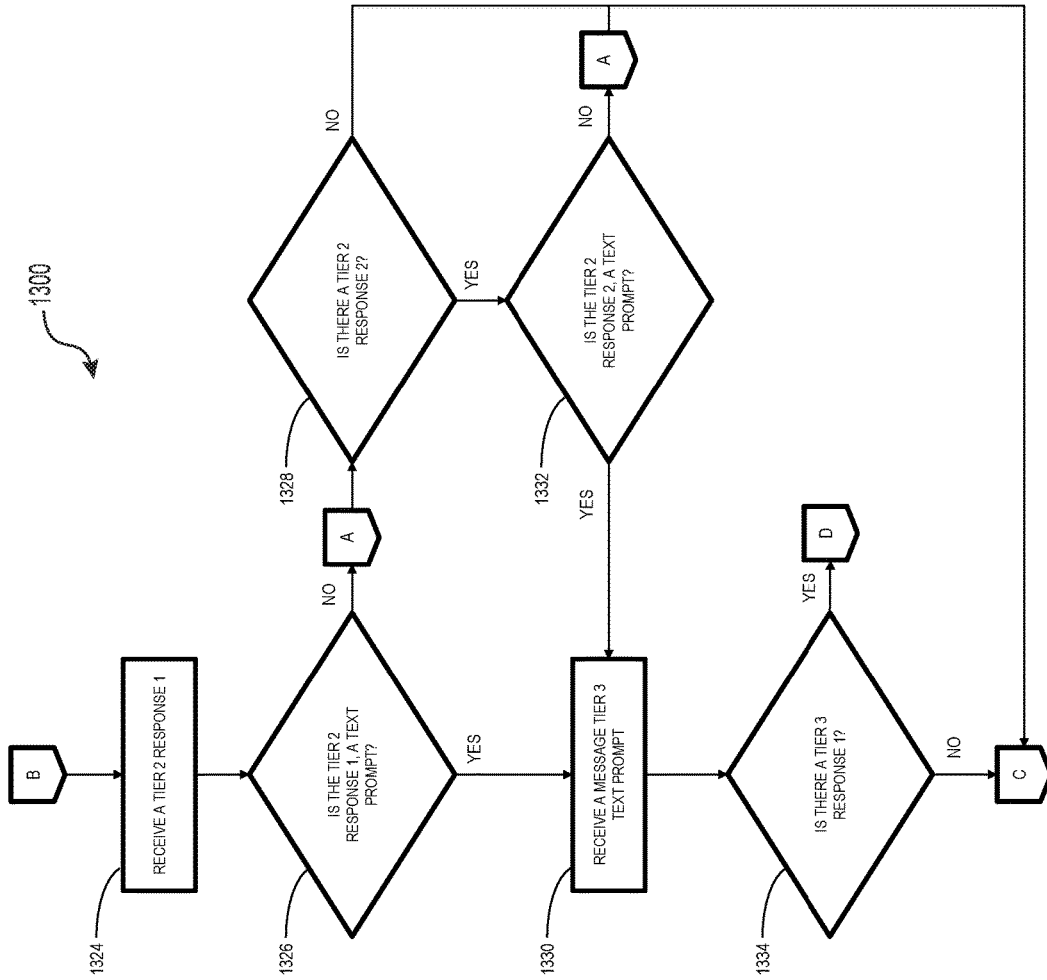 1300
B
1324
RECEIVE A TIER 2 RESPONSE 1
1326
IS THE TIER 2
RESPONSE 1, A TEXT
PROMPT?
NO
A
YES
1328
IS THERE A TIER 2
RESPONSE 2?
NO
YES
1332
IS THE TIER 2
RESPONSE 2, A TEXT
PROMPT?
NO
A
YES
1330
RECEIVE A MESSAGE TIER 3
TEXT PROMPT
1334
IS THERE A TIER 3
RESPONSE 1?
YES
D
NO
C